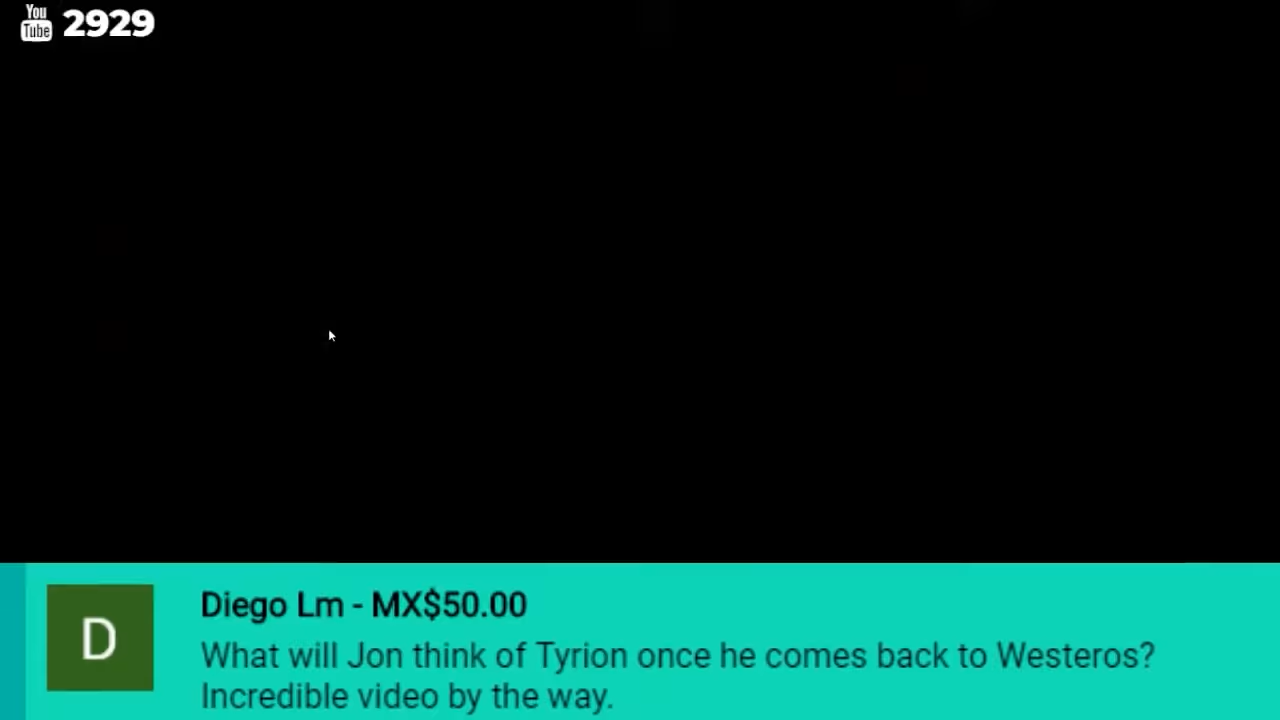 You
Tube 2929
D
Diego Lm - MX$50.00
What will Jon think of Tyrion once he comes back to Westeros?
Incredible video by the way.